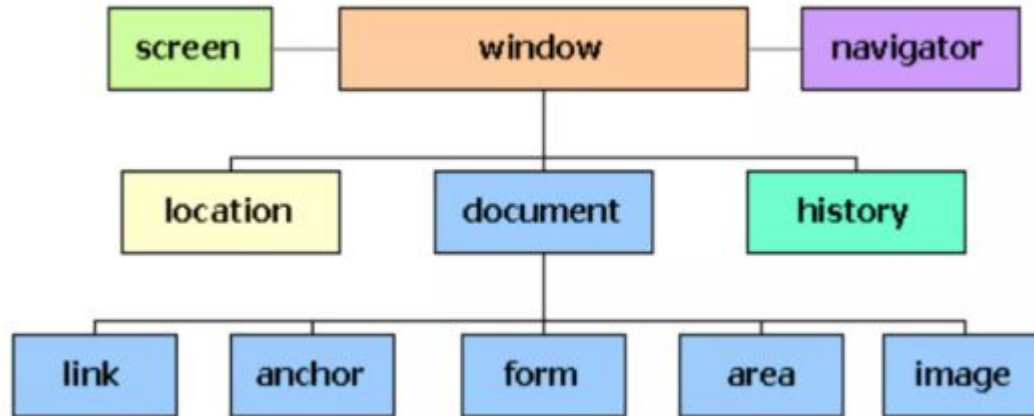 screen window navigator
location document history
link anchor form area image